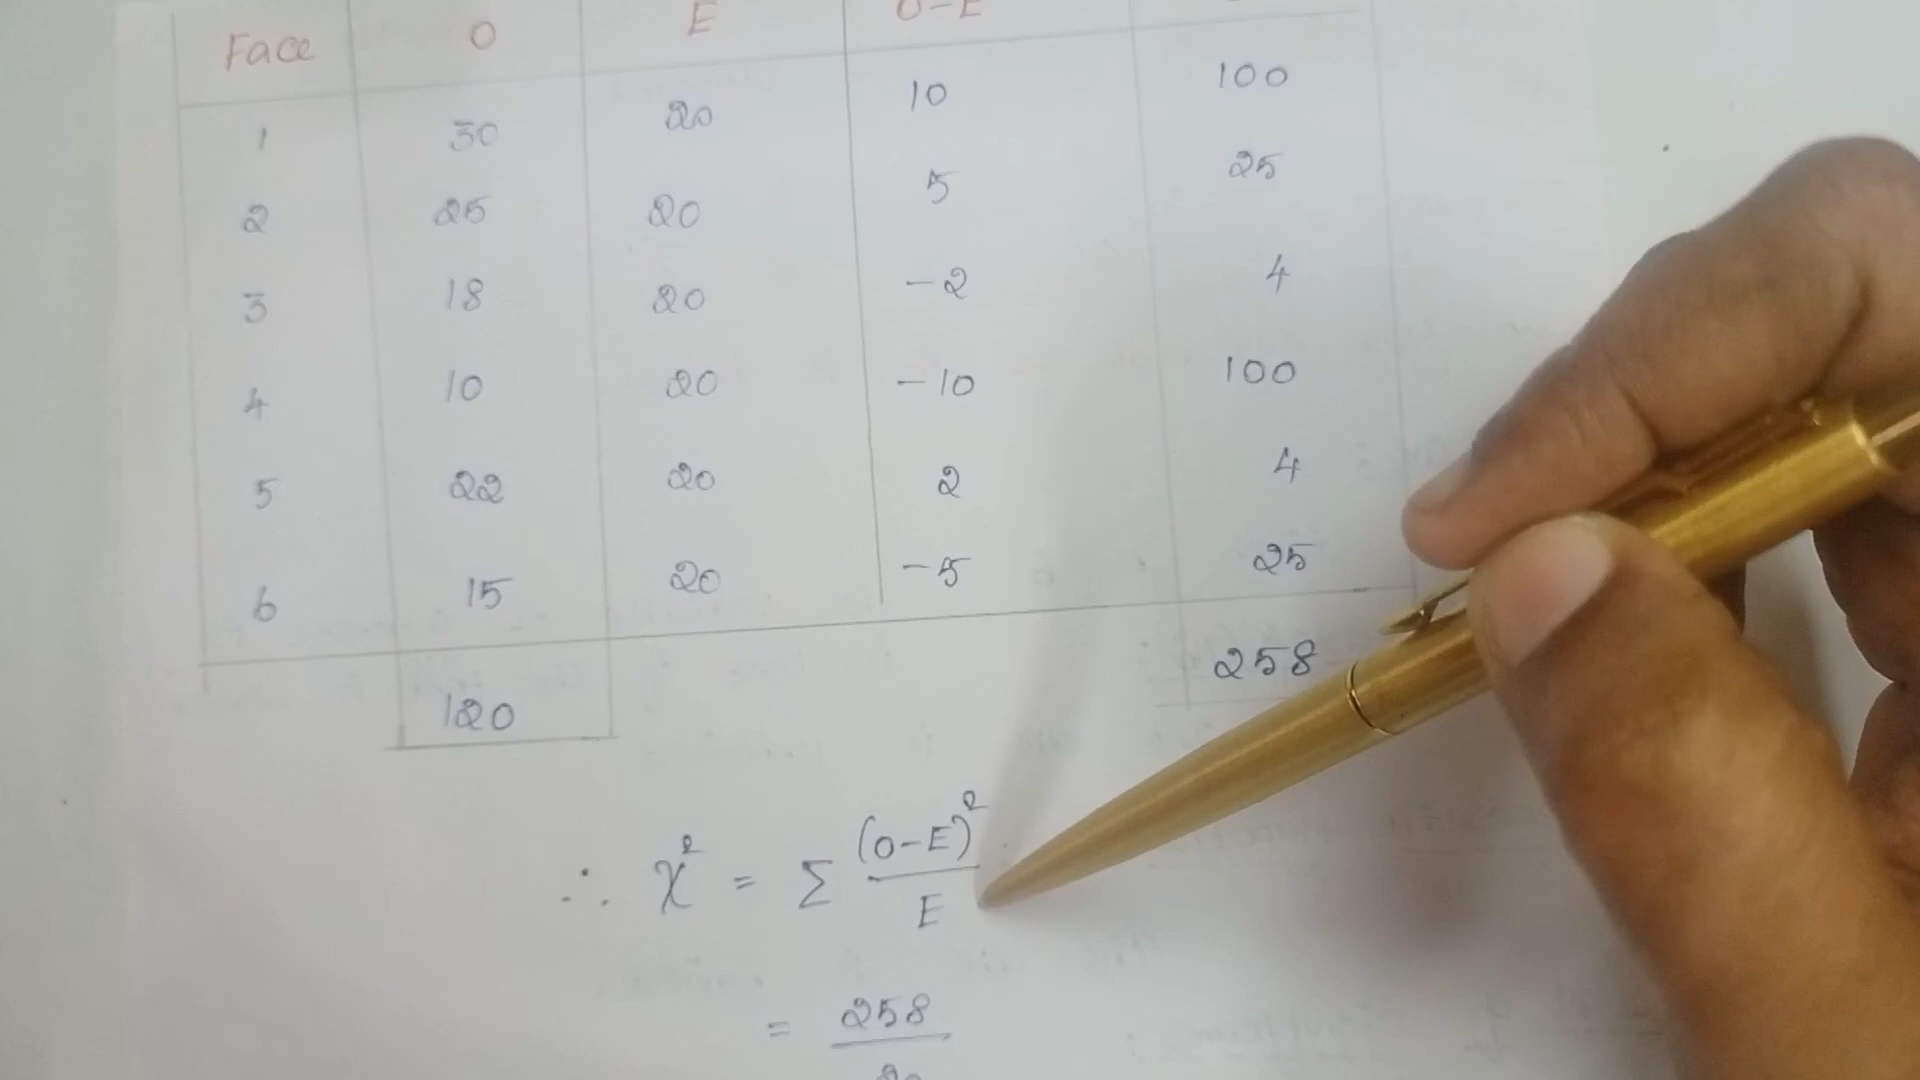 Face O E O-E
1 30 20 10 100
2 25 20 5 25
3 18 20 -2 4
4 10 20 -10 100
5 22 20 2 4
6 15 20 -5 25
120 258
∴ χ² = Σ (O-E)² / E
= 258 / 20